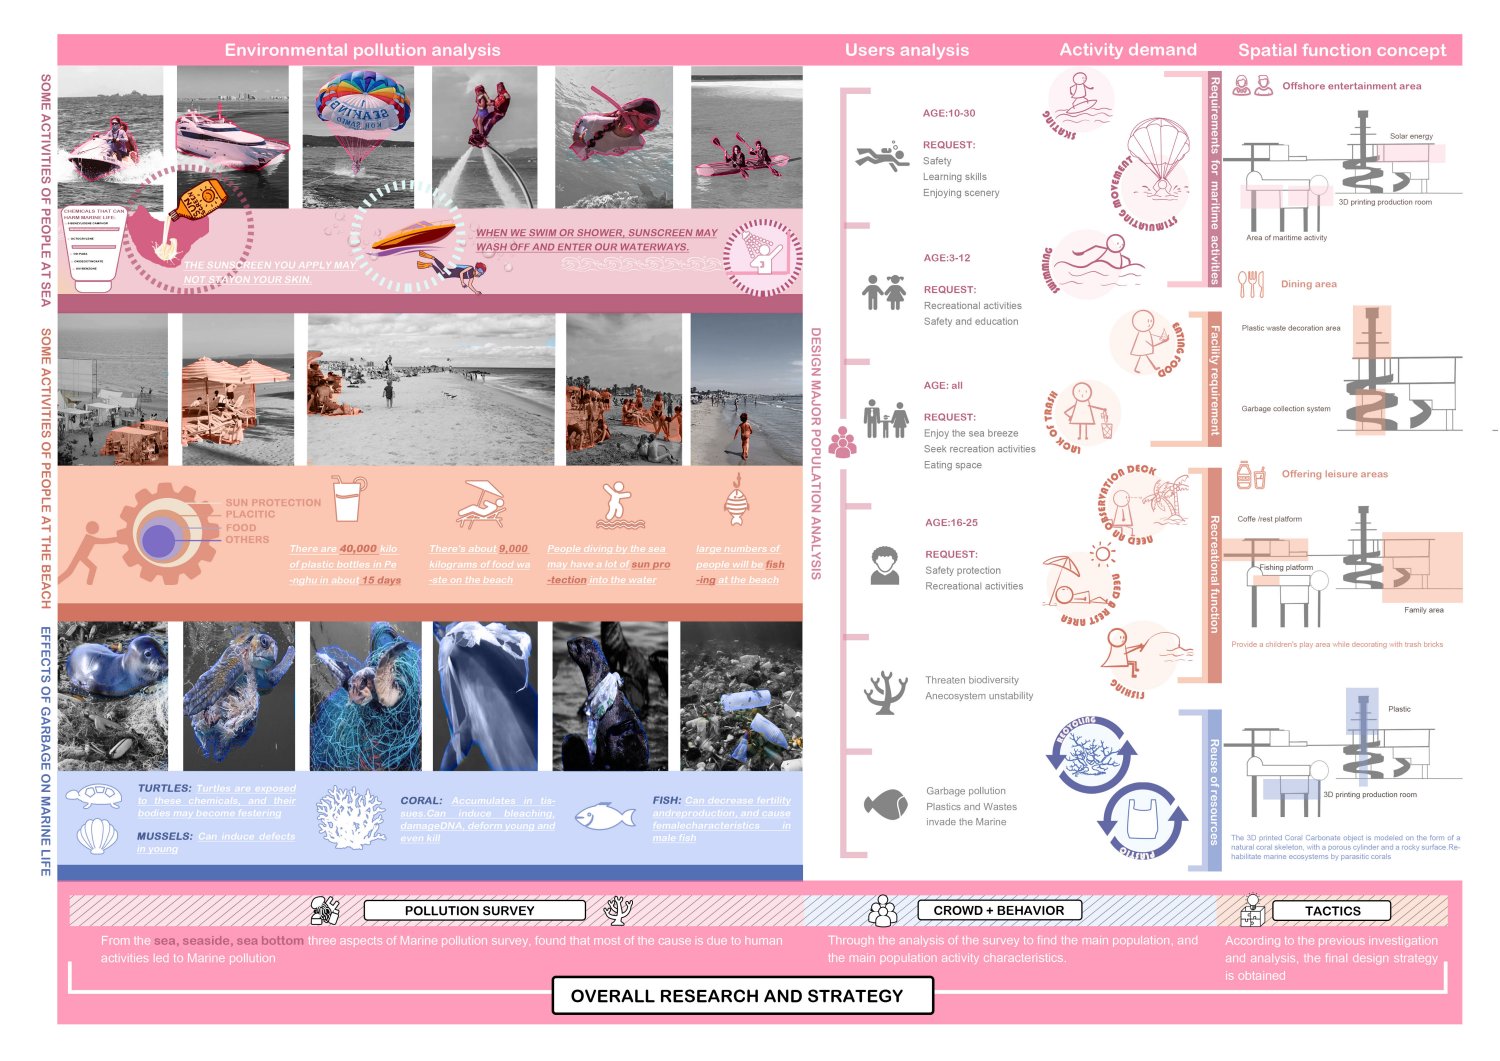 Environmental pollution analysis
Users analysis
Activity demand
Spatial function concept
SOME ACTIVITIES OF PEOPLE AT SEA
CHEMICALS THAT CAN
HARM MARINE LIFE:
THE SUNSCREEN YOU APPLY MAY
NOT STAYON YOUR SKIN.
WHEN WE SWIM OR SHOWER, SUNSCREEN MAY
WASH OFF AND ENTER OUR WATERWAYS.
SOME ACTIVITIES OF PEOPLE AT THE BEACH
SUN PROTECTION
PLACITIC
FOOD
OTHERS
There are 40,000 kilo
of plastic bottles in Pe
-nghu in about 15 days
There's about 9,000
kilograms of food wa
-ste on the beach
People diving by the sea
may have a lot of sun pro
-tection into the water
large numbers of
people will be fish
-ing at the beach
EFFECTS OF GARBAGE ON MARINE LIFE
TURTLES: Turtles are exposed
to these chemicals, and their
bodies may become festering
MUSSELS: Can induce defects
in young
CORAL: Accumulates in tis-
sues.Can induce bleaching,
damageDNA, deform young and
even kill
FISH: Can decrease fertility
andreproduction, and cause
femalecharacteristics in
male fish
DESIGN MAJOR POPULATION ANALYSIS
AGE:10-30
REQUEST:
Safety
Learning skills
Enjoying scenery
AGE:3-12
REQUEST:
Recreational activities
Safety and education
AGE: all
REQUEST:
Enjoy the sea breeze
Seek recreation activities
Eating space
AGE:16-25
REQUEST:
Safety protection
Recreational activities
Threaten biodiversity
Anecosystem unstability
Garbage pollution
Plastics and Wastes
invade the Marine
SKATING
STIMULATING MOVEMENT
SWIMMING
Requirements for maritime activities
EATING FOOD
LACK OF TRASH
Facility requirement
NEED AN OBSERVATION DECK
NEED A REST AREA
FISHING
Recreational function
RECYCLING
PLASTIC
Reuse of resources
Offshore entertainment area
Solar energy
3D printing production room
Area of maritime activity
Dining area
Plastic waste decoration area
Garbage collection system
Offering leisure areas
Coffe /rest platform
Fishing platform
Family area
Provide a children's play area while decorating with trash bricks
Plastic
3D printing production room
The 3D printed Coral Carbonate object is modeled on the form of a
natural coral skeleton, with a porous cylinder and a rocky surface.Re-
habilitate marine ecosystems by parasitic corals
POLLUTION SURVEY
CROWD + BEHAVIOR
TACTICS
From the sea, seaside, sea bottom three aspects of Marine pollution survey, found that most of the cause is due to human
activities led to Marine pollution
Through the analysis of the survey to find the main population, and
the main population activity characteristics.
According to the previous investigation
and analysis, the final design strategy
is obtained
OVERALL RESEARCH AND STRATEGY